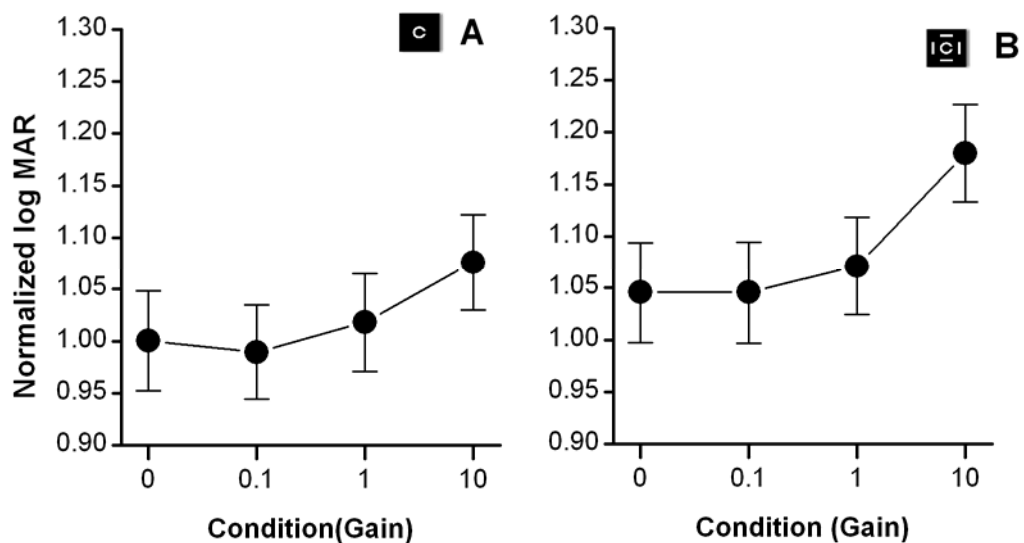 A
1.30
1.25
1.20
1.15
1.10
1.05
1.00
0.95
0.90
Normalized log MAR
0 0.1 1 10
Condition(Gain)
C
B
1.30
1.25
1.20
1.15
1.10
1.05
1.00
0.95
0.90
0 0.1 1 10
Condition (Gain)
C